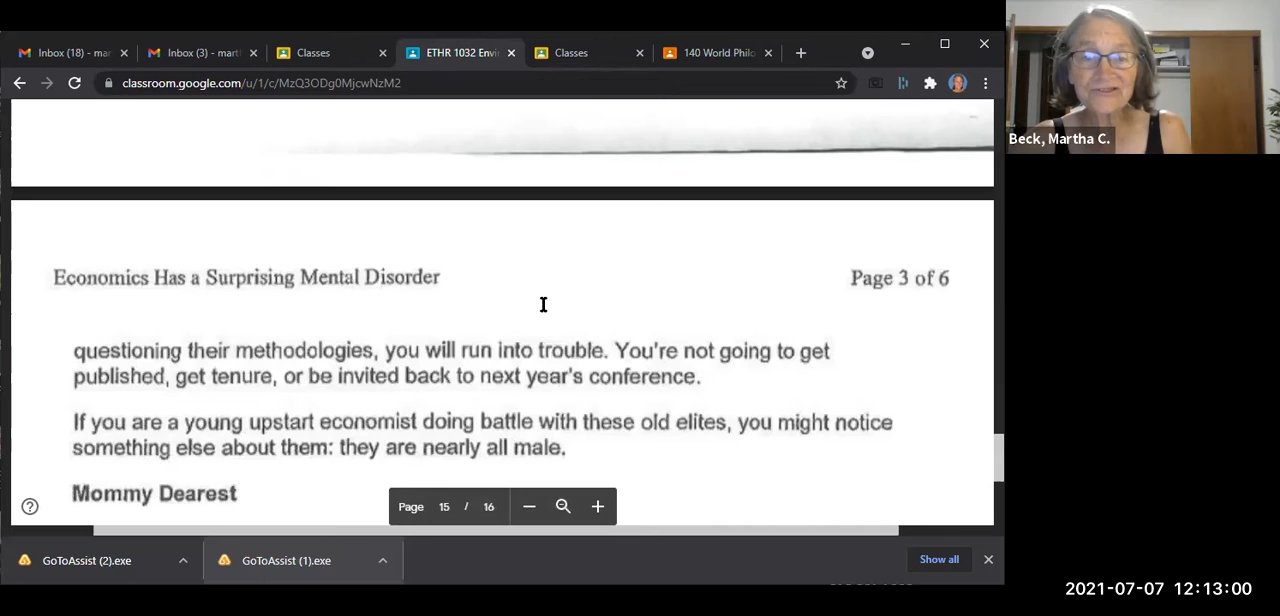 Inbox (18) - mar
Inbox (3) - marti
Classes
ETHR 1032 Envi
Classes
140 World Philo
classroom.google.com/u/1/c/MzQ3ODg0MjcwNzM2
Beck, Martha C.
Economics Has a Surprising Mental Disorder
Page 3 of 6
questioning their methodologies, you will run into trouble. You're not going to get
published, get tenure, or be invited back to next year's conference.
If you are a young upstart economist doing battle with these old elites, you might notice
something else about them: they are nearly all male.
Mommy Dearest
Page 15 / 16
GoToAssist (2).exe
GoToAssist (1).exe
Show all
2021-07-07 12:13:00